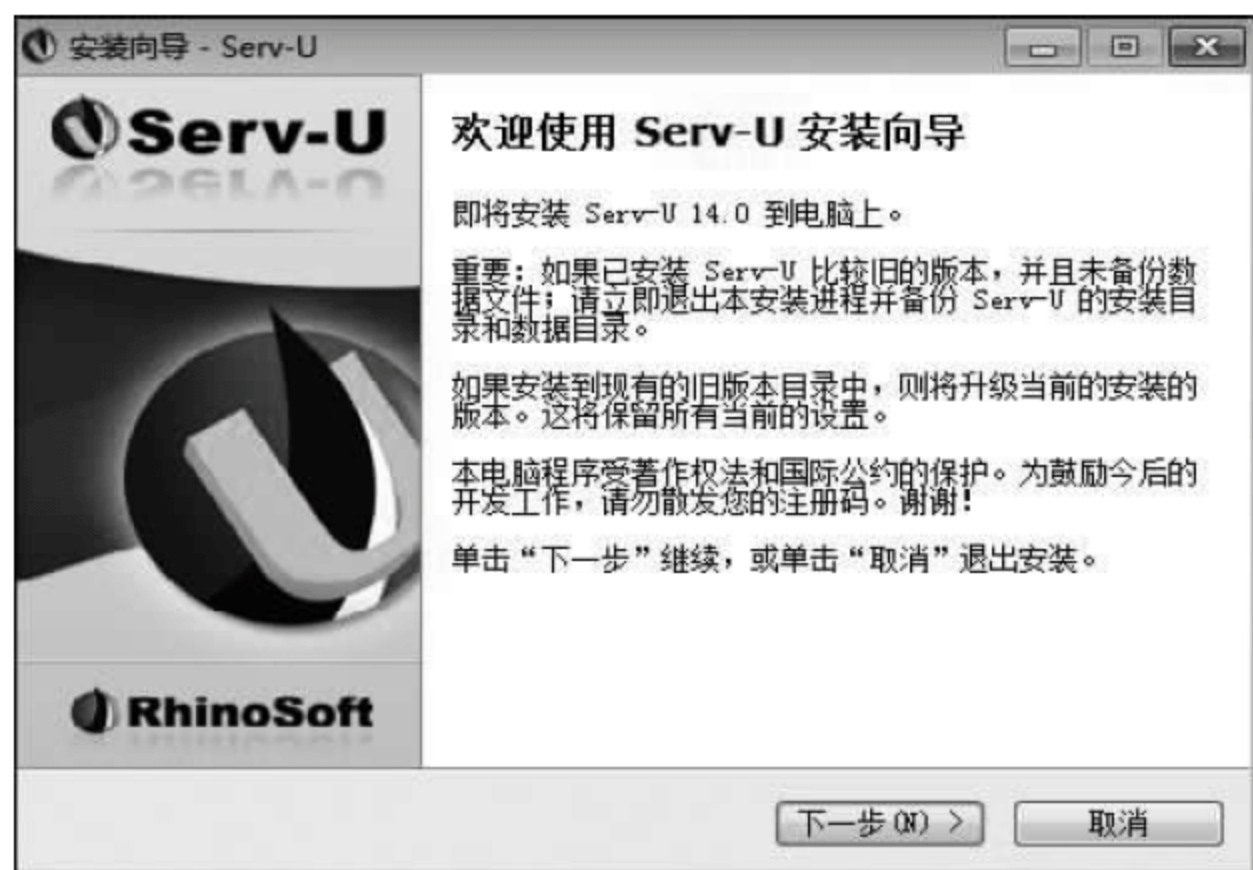 安装向导 - Serv-U
Serv-U
欢迎使用 Serv-U 安装向导
即将安装 Serv-U 14.0 到电脑上。
重要：如果已安装 Serv-U 比较旧的版本，并且未备份数
据文件；请立即退出本安装进程并备份 Serv-U 的安装目
录和数据目录。
如果安装到现有的旧版本目录中，则将升级当前的安装的
版本。这将保留所有当前的设置。
本电脑程序受著作权法和国际公约的保护。为鼓励今后的
开发工作，请勿散发您的注册码。谢谢！
单击“下一步”继续，或单击“取消”退出安装。
RhinoSoft
下一步(N) >
取消